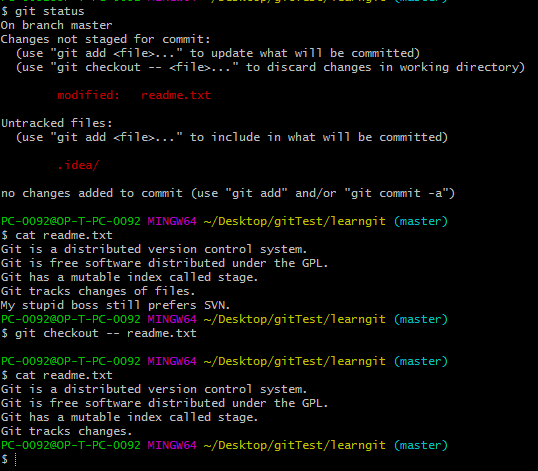 $ git status
On branch master
Changes not staged for commit:
  (use "git add <file>..." to update what will be committed)
  (use "git checkout -- <file>..." to discard changes in working directory)
        modified:   readme.txt
Untracked files:
  (use "git add <file>..." to include in what will be committed)
        .idea/
no changes added to commit (use "git add" and/or "git commit -a")
PC-0092@OP-T-PC-0092 MINGW64 ~/Desktop/gitTest/learngit (master)
$ cat readme.txt
Git is a distributed version control system.
Git is free software distributed under the GPL.
Git has a mutable index called stage.
Git tracks changes of files.
My stupid boss still prefers SVN.
PC-0092@OP-T-PC-0092 MINGW64 ~/Desktop/gitTest/learngit (master)
$ git checkout -- readme.txt
PC-0092@OP-T-PC-0092 MINGW64 ~/Desktop/gitTest/learngit (master)
$ cat readme.txt
Git is a distributed version control system.
Git is free software distributed under the GPL.
Git has a mutable index called stage.
Git tracks changes.
PC-0092@OP-T-PC-0092 MINGW64 ~/Desktop/gitTest/learngit (master)
$